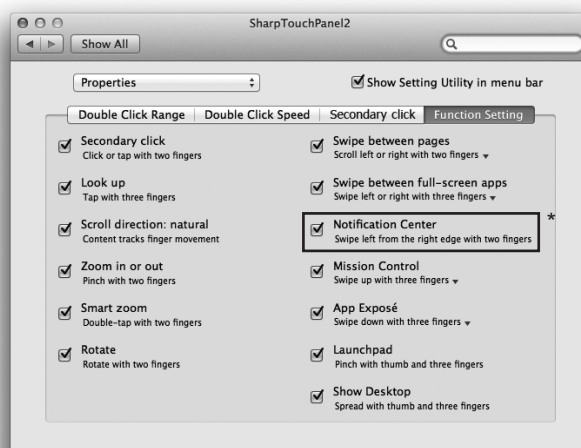 SharpTouchPanel2
Show All
Properties
Show Setting Utility in menu bar
Double Click Range
Double Click Speed
Secondary click
Function Setting
Secondary click
Click or tap with two fingers
Look up
Tap with three fingers
Scroll direction: natural
Content tracks finger movement
Zoom in or out
Pinch with two fingers
Smart zoom
Double-tap with two fingers
Rotate
Rotate with two fingers
Swipe between pages
Scroll left or right with two fingers
Swipe between full-screen apps
Swipe left or right with three fingers
Notification Center
*
Swipe left from the right edge with two fingers
Mission Control
Swipe up with three fingers
App Exposé
Swipe down with three fingers
Launchpad
Pinch with thumb and three fingers
Show Desktop
Spread with thumb and three fingers